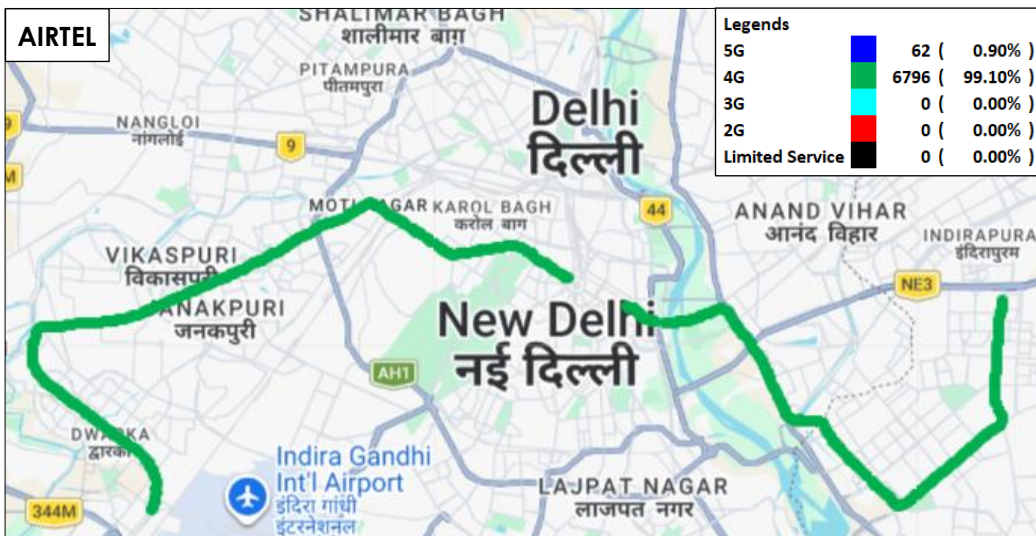 AIRTEL
Legends
5G 62 ( 0.90% )
4G 6796 ( 99.10% )
3G 0 ( 0.00% )
2G 0 ( 0.00% )
Limited Service 0 ( 0.00% )
SHALIMAR BAGH
शालीमार बाग़
PITAMPURA
पीतमपुरा
NANGLOI
नांगलोई
9
9
M
Delhi
दिल्ली
44
MOTI NAGAR
KAROL BAGH
करोल बाग
ANAND VIHAR
आनंद विहार
INDIRAPURA
इंदिरापुरम
NE3
VIKASPURI
विकासपुरी
ANAKPURI
जनकपुरी
New Delhi
नई दिल्ली
AH1
DWARKA
द्वारका
344M
Indira Gandhi
Int'l Airport
इंदिरा गांधी
इंटरनेशनल
LAJPAT NAGAR
लाजपत नगर